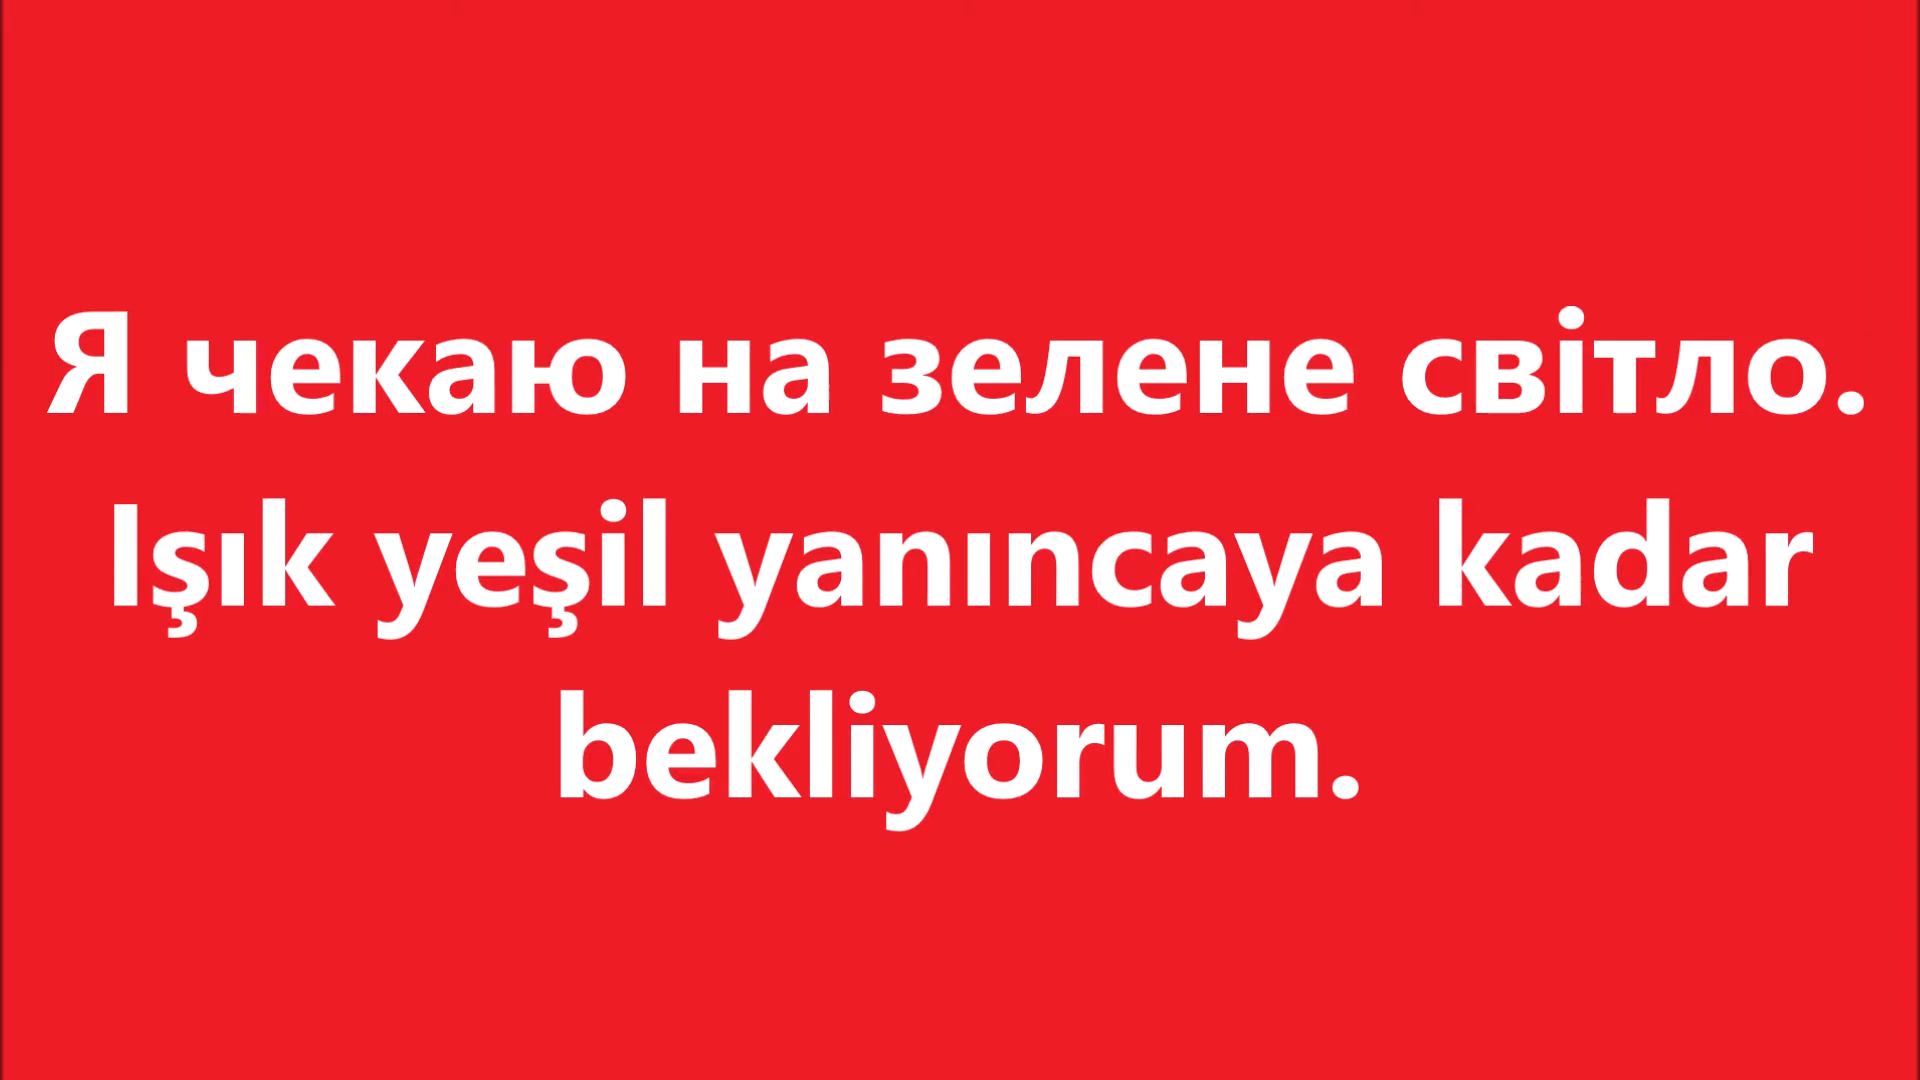 Я чекаю на зелене світло.
Işık yeşil yanıncaya kadar
bekliyorum.